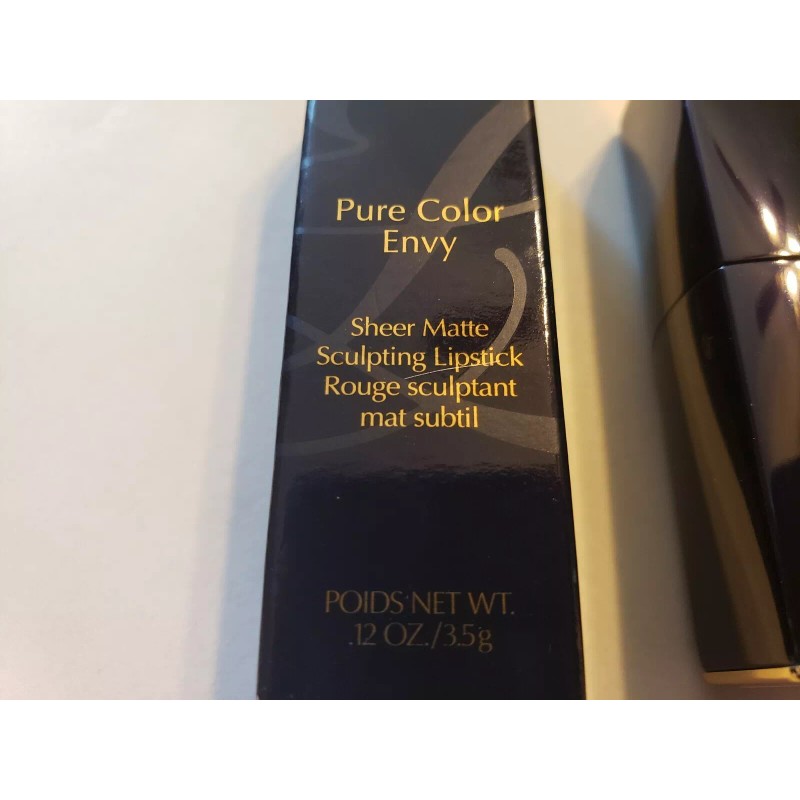 Pure Color
Envy
Sheer Matte
Sculpting Lipstick
Rouge sculptant
mat subtil
POIDS NET WT.
.12 OZ./3.5g